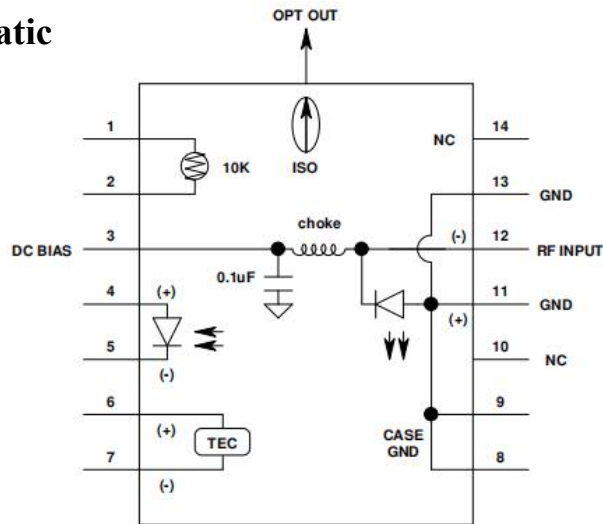 OPT OUT
atic
1
14
NC
10K
ISO
2
13
GND
choke
DC BIAS
3
(-)
12
RF INPUT
0.1uF
4
(+)
11
GND
(+)
5
(-)
10
NC
6
(+)
9
TEC
CASE
GND
7
(-)
8